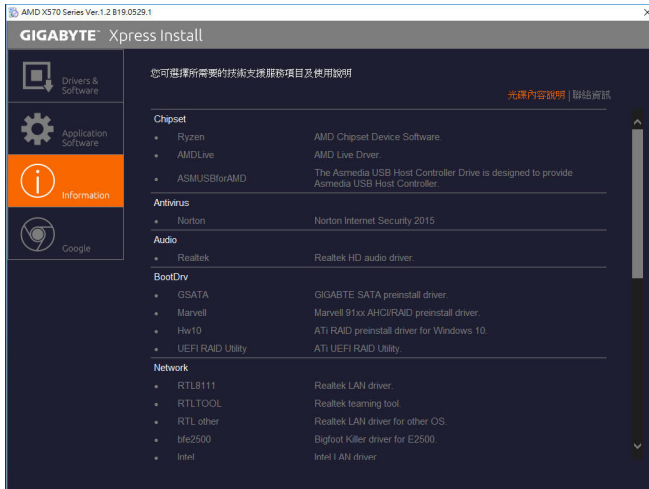 AMD X570 Series Ver.1.2 B19.0529.1
GIGABYTE™ Xpress Install
Drivers &
Software
Application
Software
Information
Google
您可選擇所需要的技術支援服務項目及使用說明
光碟內容說明 | 聯絡資訊
Chipset
• Ryzen AMD Chipset Device Software.
• AMDLive AMD Live Drver.
• ASMUSBforAMD The Asmedia USB Host Controller Drive is designed to provide
Asmedia USB Host Controller.
Antivirus
• Norton Norton Internet Security 2015
Audio
• Realtek Realtek HD audio driver.
BootDrv
• GSATA GIGABTE SATA preinstall driver.
• Marvell Marvell 91xx AHCI/RAID preinstall driver.
• Hw10 ATi RAID preinstall driver for Windows 10.
• UEFI RAID Utility ATi UEFI RAID Utility.
Network
• RTL8111 Realtek LAN driver.
• RTLTOOL Realtek teaming tool.
• RTL other Realtek LAN driver for other OS.
• bfe2500 Bigfoot Killer driver for E2500.
• Intel Intel LAN driver